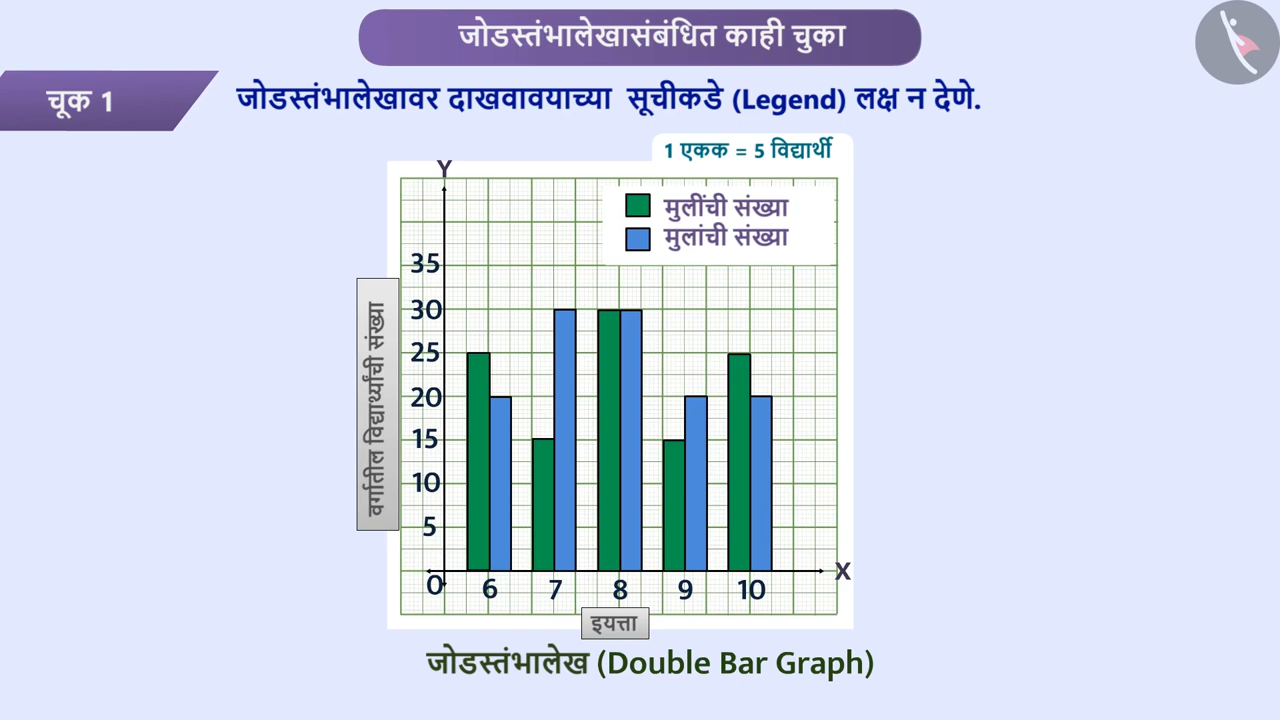 जोडस्तंभालेखासंबंधित काही चुका
चूक 1
जोडस्तंभालेखावर दाखवावयाच्या सूचीकडे (Legend) लक्ष न देणे.
1 एकक = 5 विद्यार्थी
Y
मुलींची संख्या
मुलांची संख्या
35
30
25
20
15
10
5
0
वर्गातील विद्यार्थ्यांची संख्या
X
6 7 8 9 10
इयत्ता
जोडस्तंभालेख (Double Bar Graph)